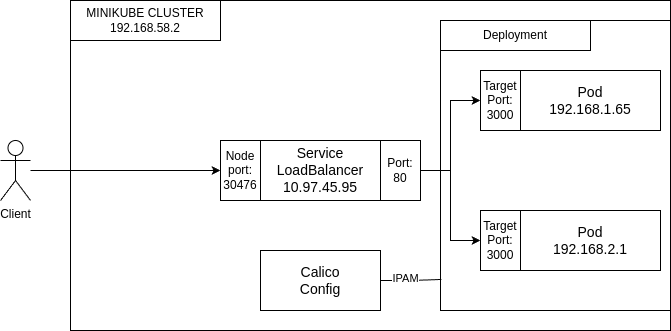 MINIKUBE CLUSTER
192.168.58.2
Deployment
Target
Port:
3000
Pod
192.168.1.65
Node
port:
30476
Service
LoadBalancer
10.97.45.95
Port:
80
Client
Target
Port:
3000
Pod
192.168.2.1
Calico
Config
IPAM